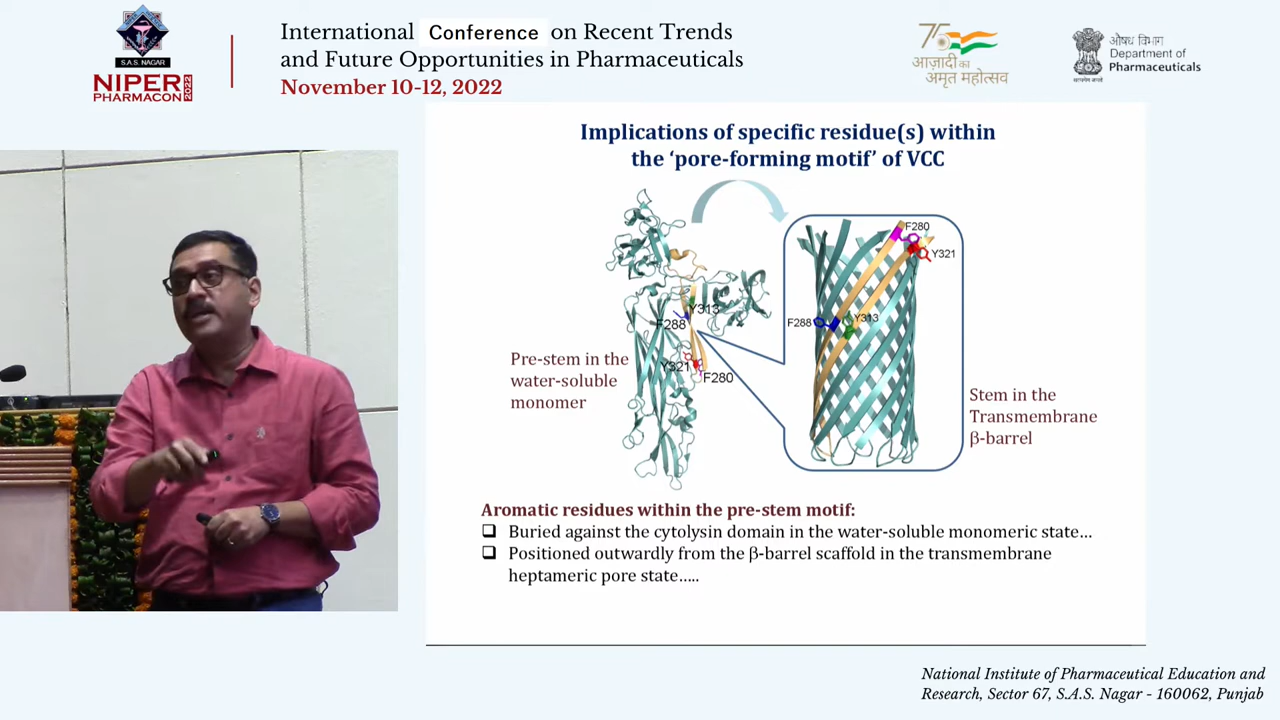 International Conference on Recent Trends
and Future Opportunities in Pharmaceuticals
November 10-12, 2022
S.A.S. NAGAR
NIPER
PHARMACON 2022
75
आज़ादी का
अमृत महोत्सव
औषध विभाग
Department of
Pharmaceuticals
Implications of specific residue(s) within
the ‘pore-forming motif’ of VCC
F280
Y321
Y313
F288
F288
Y313
Y321
F280
Pre-stem in the
water-soluble
monomer
Stem in the
Transmembrane
β-barrel
Aromatic residues within the pre-stem motif:
❑ Buried against the cytolysin domain in the water-soluble monomeric state…
❑ Positioned outwardly from the β-barrel scaffold in the transmembrane
heptameric pore state…..
National Institute of Pharmaceutical Education and
Research, Sector 67, S.A.S. Nagar - 160062, Punjab